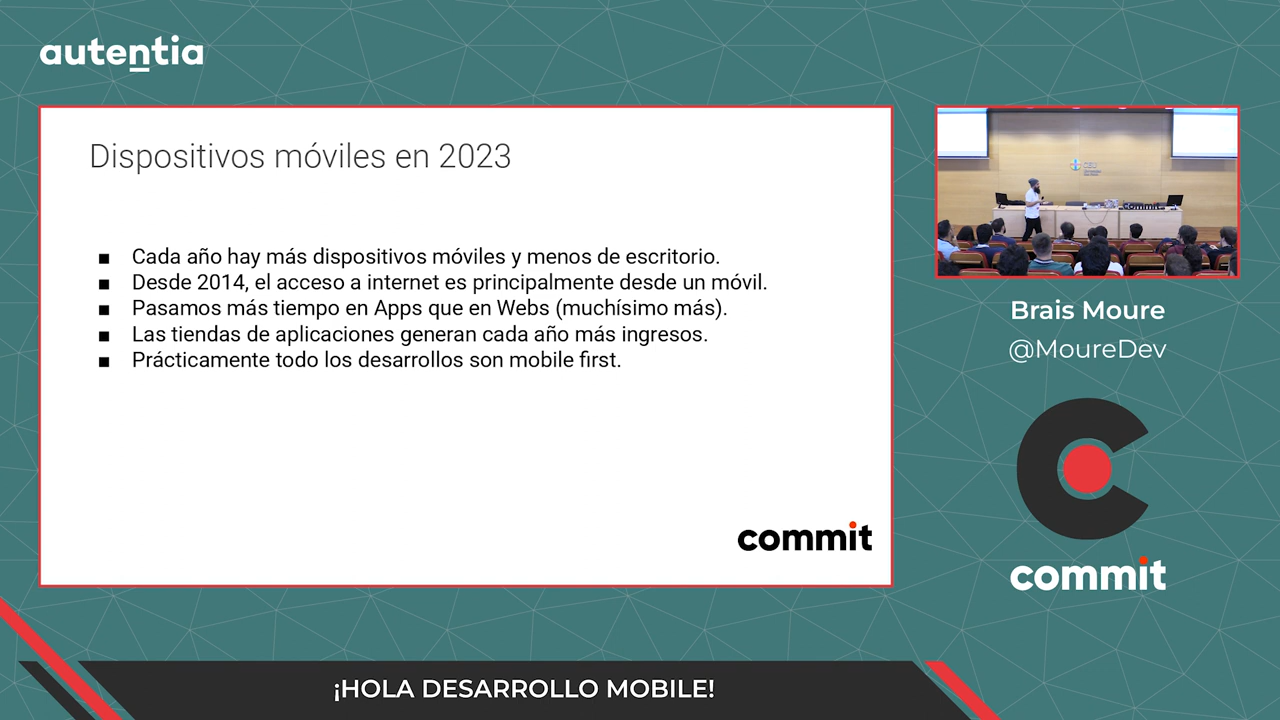 autentia
Dispositivos móviles en 2023
■ Cada año hay más dispositivos móviles y menos de escritorio.
■ Desde 2014, el acceso a internet es principalmente desde un móvil.
■ Pasamos más tiempo en Apps que en Webs (muchísimo más).
■ Las tiendas de aplicaciones generan cada año más ingresos.
■ Prácticamente todo los desarrollos son mobile first.
commit
CEU
commit
Brais Moure
@MoureDev
commit
¡HOLA DESARROLLO MOBILE!